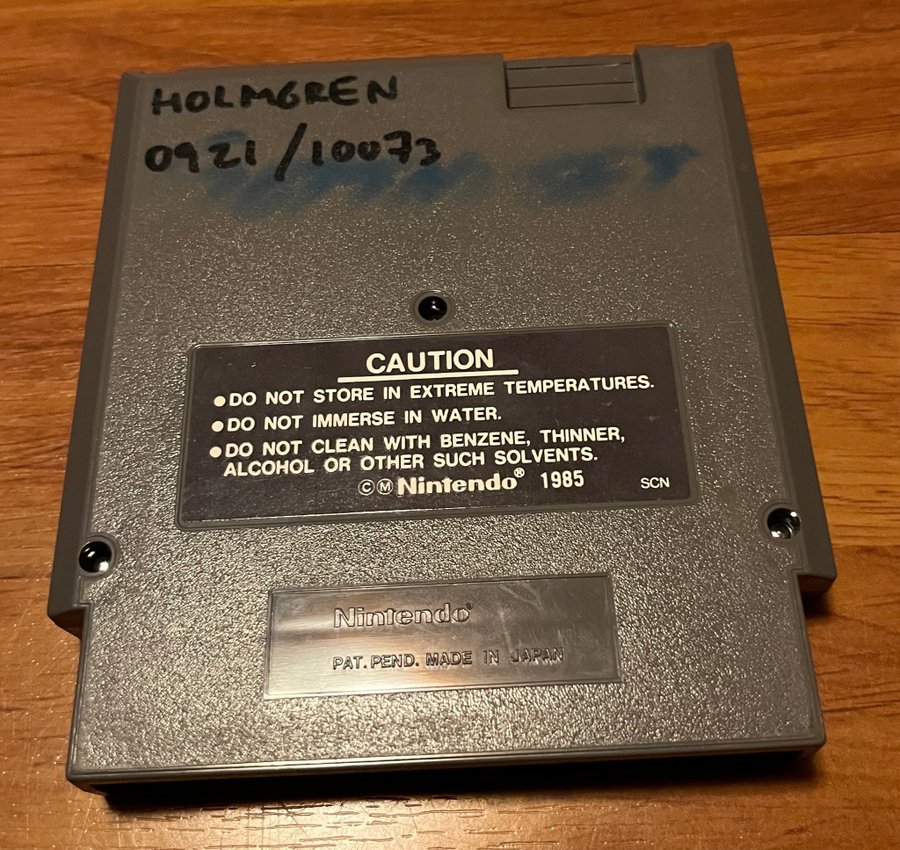 HOLMGREN
0921/10073
CAUTION
●DO NOT STORE IN EXTREME TEMPERATURES.
●DO NOT IMMERSE IN WATER.
●DO NOT CLEAN WITH BENZENE, THINNER,
ALCOHOL OR OTHER SUCH SOLVENTS.
ⒸⓂNintendo® 1985 SCN
Nintendo®
PAT. PEND. MADE IN JAPAN